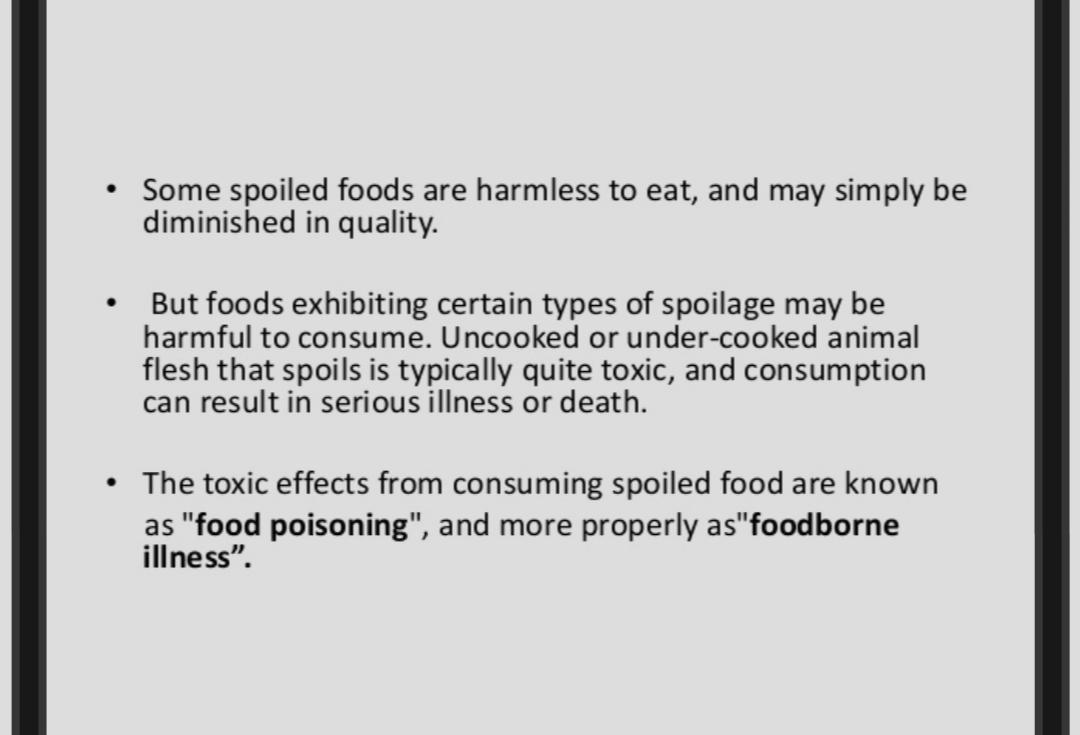 • Some spoiled foods are harmless to eat, and may simply be
diminished in quality.
• But foods exhibiting certain types of spoilage may be
harmful to consume. Uncooked or under-cooked animal
flesh that spoils is typically quite toxic, and consumption
can result in serious illness or death.
• The toxic effects from consuming spoiled food are known
as "food poisoning", and more properly as"foodborne
illness”.